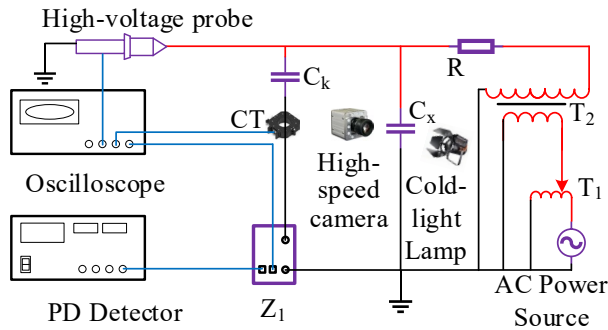 High-voltage probe
C_k
R
T_2
CT
C_x
T_1
Oscilloscope
High-
speed
camera
Cold-
light
Lamp
PD Detector
Z_1
AC Power
Source